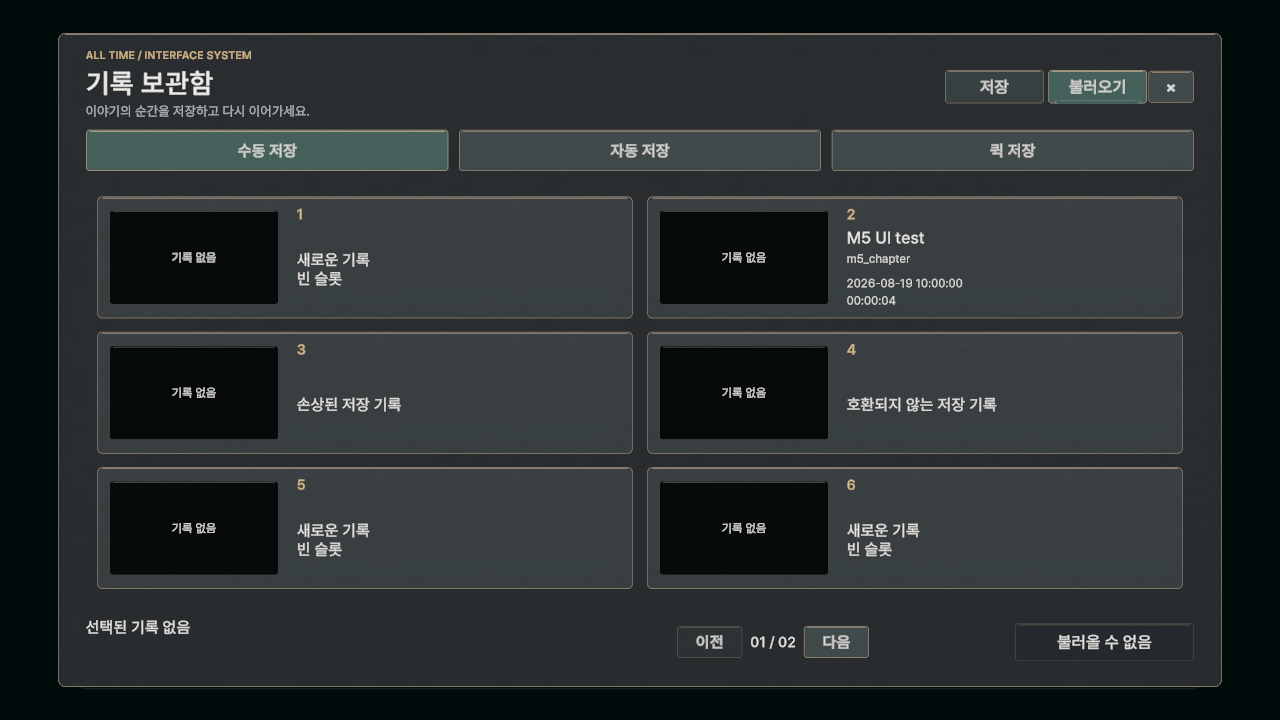 ALL TIME / INTERFACE SYSTEM
기록 보관함
이야기의 순간을 저장하고 다시 이어가세요.
저장
불러오기
×
수동 저장
자동 저장
퀵 저장
기록 없음
1
새로운 기록
빈 슬롯
기록 없음
2
M5 UI test
m5_chapter
2026-08-19 10:00:00
00:00:04
기록 없음
3
손상된 저장 기록
기록 없음
4
호환되지 않는 저장 기록
기록 없음
5
새로운 기록
빈 슬롯
기록 없음
6
새로운 기록
빈 슬롯
선택된 기록 없음
이전
01 / 02
다음
불러올 수 없음